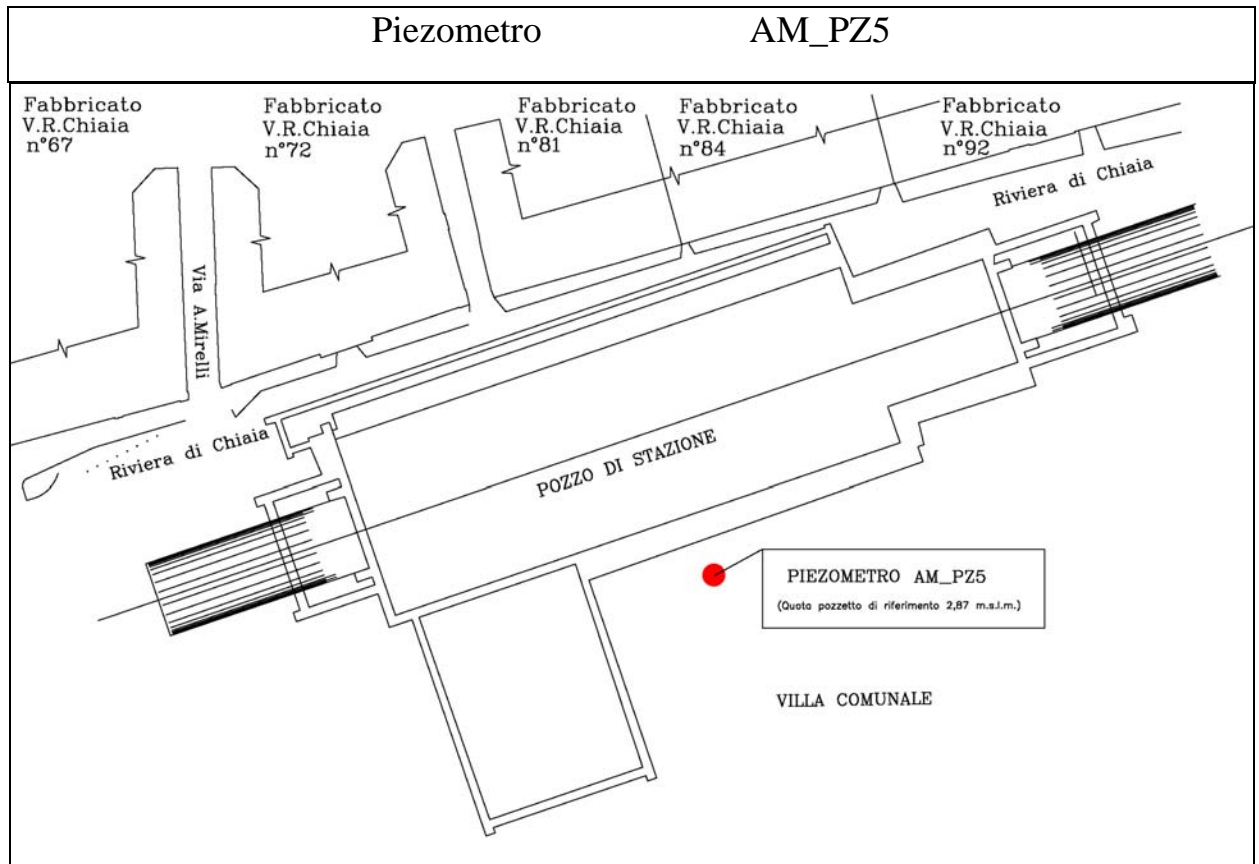 Piezometro AM_PZ5
Fabbricato
V.R.Chiaia
n°67
Fabbricato
V.R.Chiaia
n°72
Fabbricato
V.R.Chiaia
n°81
Fabbricato
V.R.Chiaia
n°84
Fabbricato
V.R.Chiaia
n°92
Riviera di Chiaia
Via A.Mirelli
Riviera di Chiaia
POZZO DI STAZIONE
PIEZOMETRO AM_PZ5
(Quota pozzetto di riferimento 2,87 m.s.l.m.)
VILLA COMUNALE